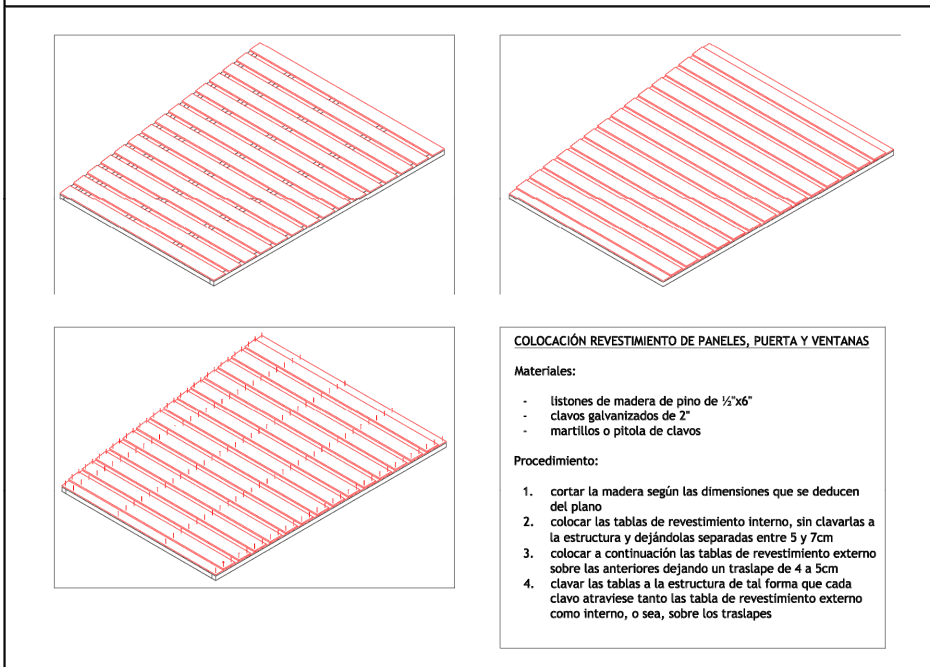 COLOCACIÓN REVESTIMIENTO DE PANELES, PUERTA Y VENTANAS
Materiales:
- listones de madera de pino de ½"x6"
- clavos galvanizados de 2"
- martillos o pitola de clavos
Procedimiento:
1. cortar la madera según las dimensiones que se deducen
del plano
2. colocar las tablas de revestimiento interno, sin clavarlas a
la estructura y dejándolas separadas entre 5 y 7cm
3. colocar a continuación las tablas de revestimiento externo
sobre las anteriores dejando un traslape de 4 a 5cm
4. clavar las tablas a la estructura de tal forma que cada
clavo atraviese tanto las tabla de revestimiento externo
como interno, o sea, sobre los traslapes